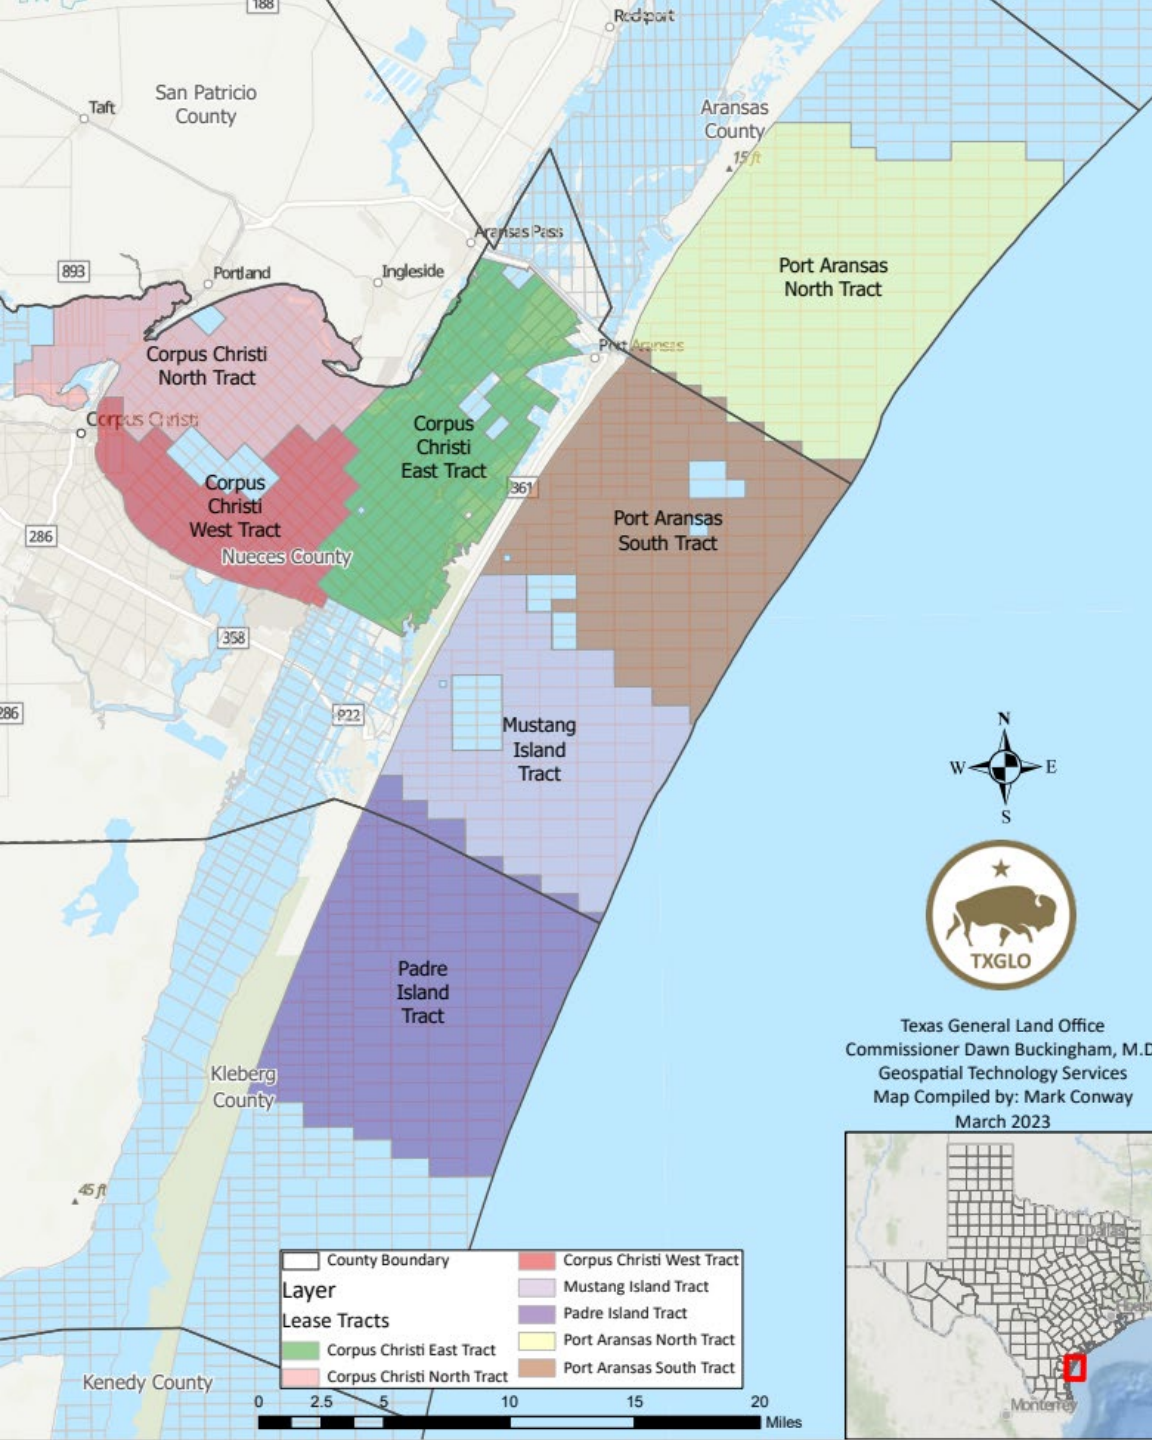 188
Rockport
San Patricio
County
Taft
Aransas
County
15 ft
Aransas Pass
893
Portland
Ingleside
Port Aransas
North Tract
Port Aransas
Corpus Christi
North Tract
Corpus Christi
Corpus
Christi
East Tract
361
Corpus
Christi
West Tract
Port Aransas
South Tract
286
Nueces County
358
286
922
Mustang
Island
Tract
N
W
E
S
TXGLO
Padre
Island
Tract
Texas General Land Office
Commissioner Dawn Buckingham, M.D
Geospatial Technology Services
Map Compiled by: Mark Conway
March 2023
Kleberg
County
45 ft
County Boundary
Layer
Lease Tracts
Corpus Christi East Tract
Corpus Christi North Tract
Corpus Christi West Tract
Mustang Island Tract
Padre Island Tract
Port Aransas North Tract
Port Aransas South Tract
Kenedy County
0 2.5 5 10 15 20
Miles
Dallas
Houst
Monterrey